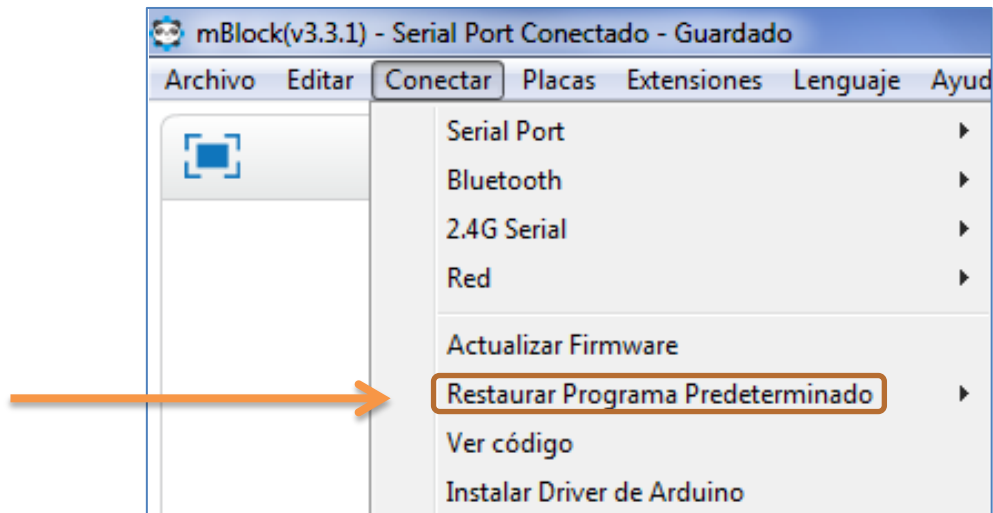 mBlock(v3.3.1) - Serial Port Conectado - Guardado
Archivo Editar Conectar Placas Extensiones Lenguaje Ayud
Serial Port
Bluetooth
2.4G Serial
Red
Actualizar Firmware
Restaurar Programa Predeterminado
Ver código
Instalar Driver de Arduino